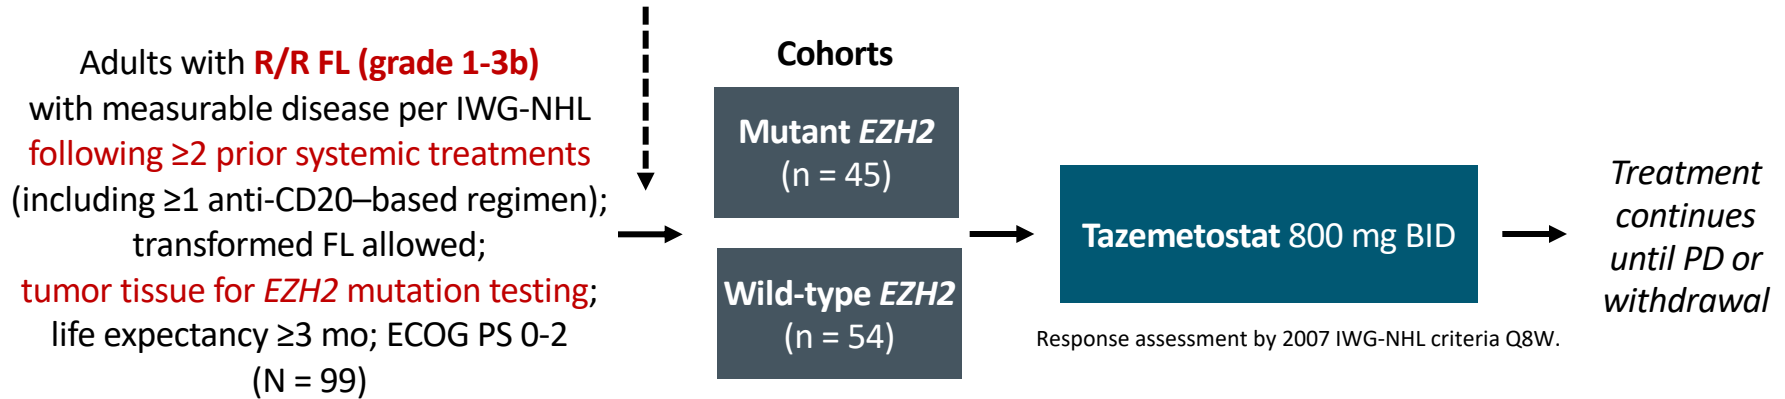 Adults with R/R FL (grade 1-3b)
with measurable disease per IWG-NHL
following ≥2 prior systemic treatments
(including ≥1 anti-CD20–based regimen);
transformed FL allowed;
tumor tissue for EZH2 mutation testing;
life expectancy ≥3 mo; ECOG PS 0-2
(N = 99)
Cohorts
Mutant EZH2
(n = 45)
Wild-type EZH2
(n = 54)
Tazemetostat 800 mg BID
Response assessment by 2007 IWG-NHL criteria Q8W.
Treatment
continues
until PD or
withdrawal